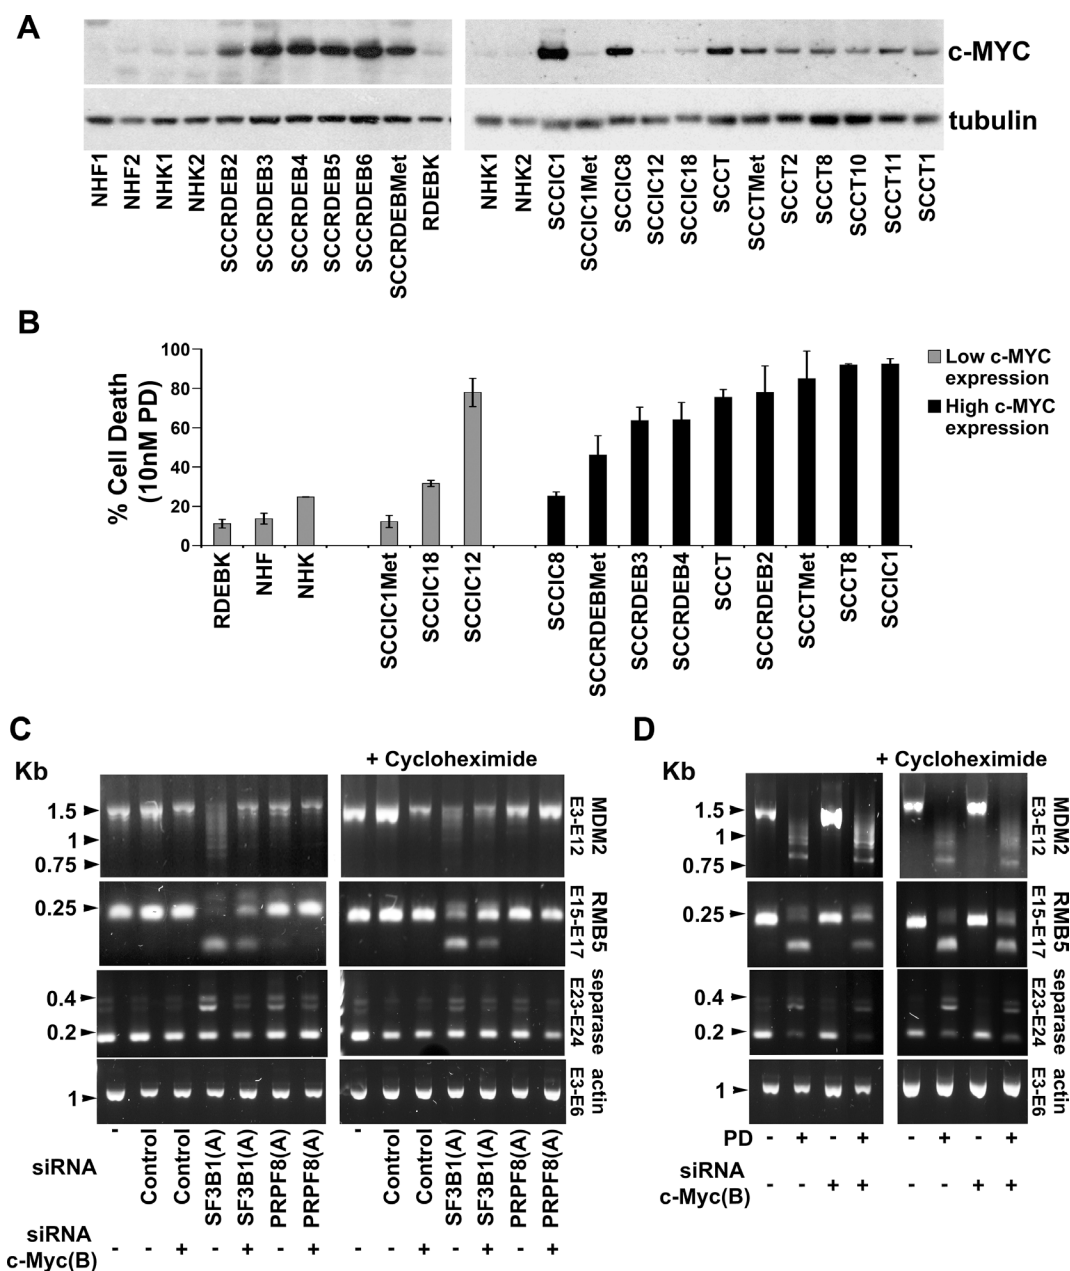 A
c-MYC
tubulin
NHF1
NHF2
NHK1
NHK2
SCCRDEB2
SCCRDEB3
SCCRDEB4
SCCRDEB5
SCCRDEB6
SCCRDEBMet
RDEBK
NHK1
NHK2
SCCIC1
SCCIC1Met
SCCIC8
SCCIC12
SCCIC18
SCCT
SCCTMet
SCCT2
SCCT8
SCCT10
SCCT11
SCCT1
B
% Cell Death
(10nM PD)
100
80
60
40
20
0
Low c-MYC
expression
High c-MYC
expression
RDEBK
NHF
NHK
SCCIC1Met
SCCIC18
SCCIC12
SCCIC8
SCCRDEBMet
SCCRDEB3
SCCRDEB4
SCCT
SCCRDEB2
SCCTMet
SCCT8
SCCIC1
C
Kb
+ Cycloheximide
1.5
1
0.75
MDM2
E3-E12
0.25
RMB5
E15-E17
0.4
0.2
separase
E23-E24
1
actin
E3-E6
siRNA
- Control Control SF3B1(A) SF3B1(A) PRPF8(A) PRPF8(A)
- Control Control SF3B1(A) SF3B1(A) PRPF8(A) PRPF8(A)
siRNA
c-Myc(B)
- - + - + - +
- - + - + - +
D
Kb
+ Cycloheximide
1.5
1
0.75
MDM2
E3-E12
0.25
RMB5
E15-E17
0.4
0.2
separase
E23-E24
1
actin
E3-E6
PD - + - + - + - +
siRNA
c-Myc(B) - - + + - - + +